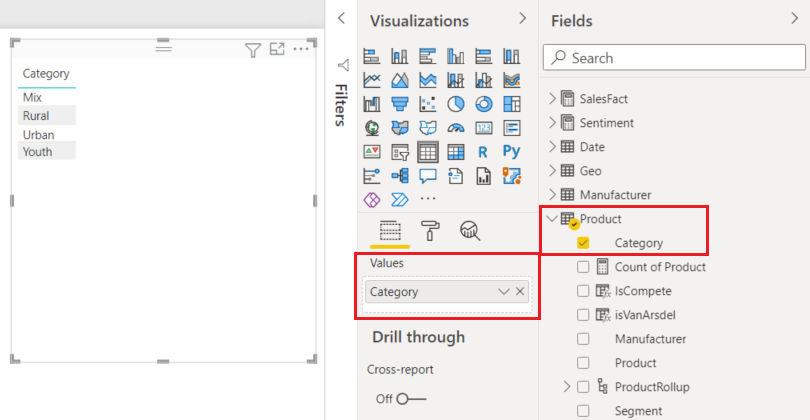 Category
Mix
Rural
Urban
Youth
Filters
Visualizations
123
R
Py
Values
Category
Drill through
Cross-report
Off
Fields
Search
SalesFact
Sentiment
Date
Geo
Manufacturer
Product
Category
Count of Product
IsCompete
isVanArsdel
Manufacturer
Product
ProductRollup
Segment